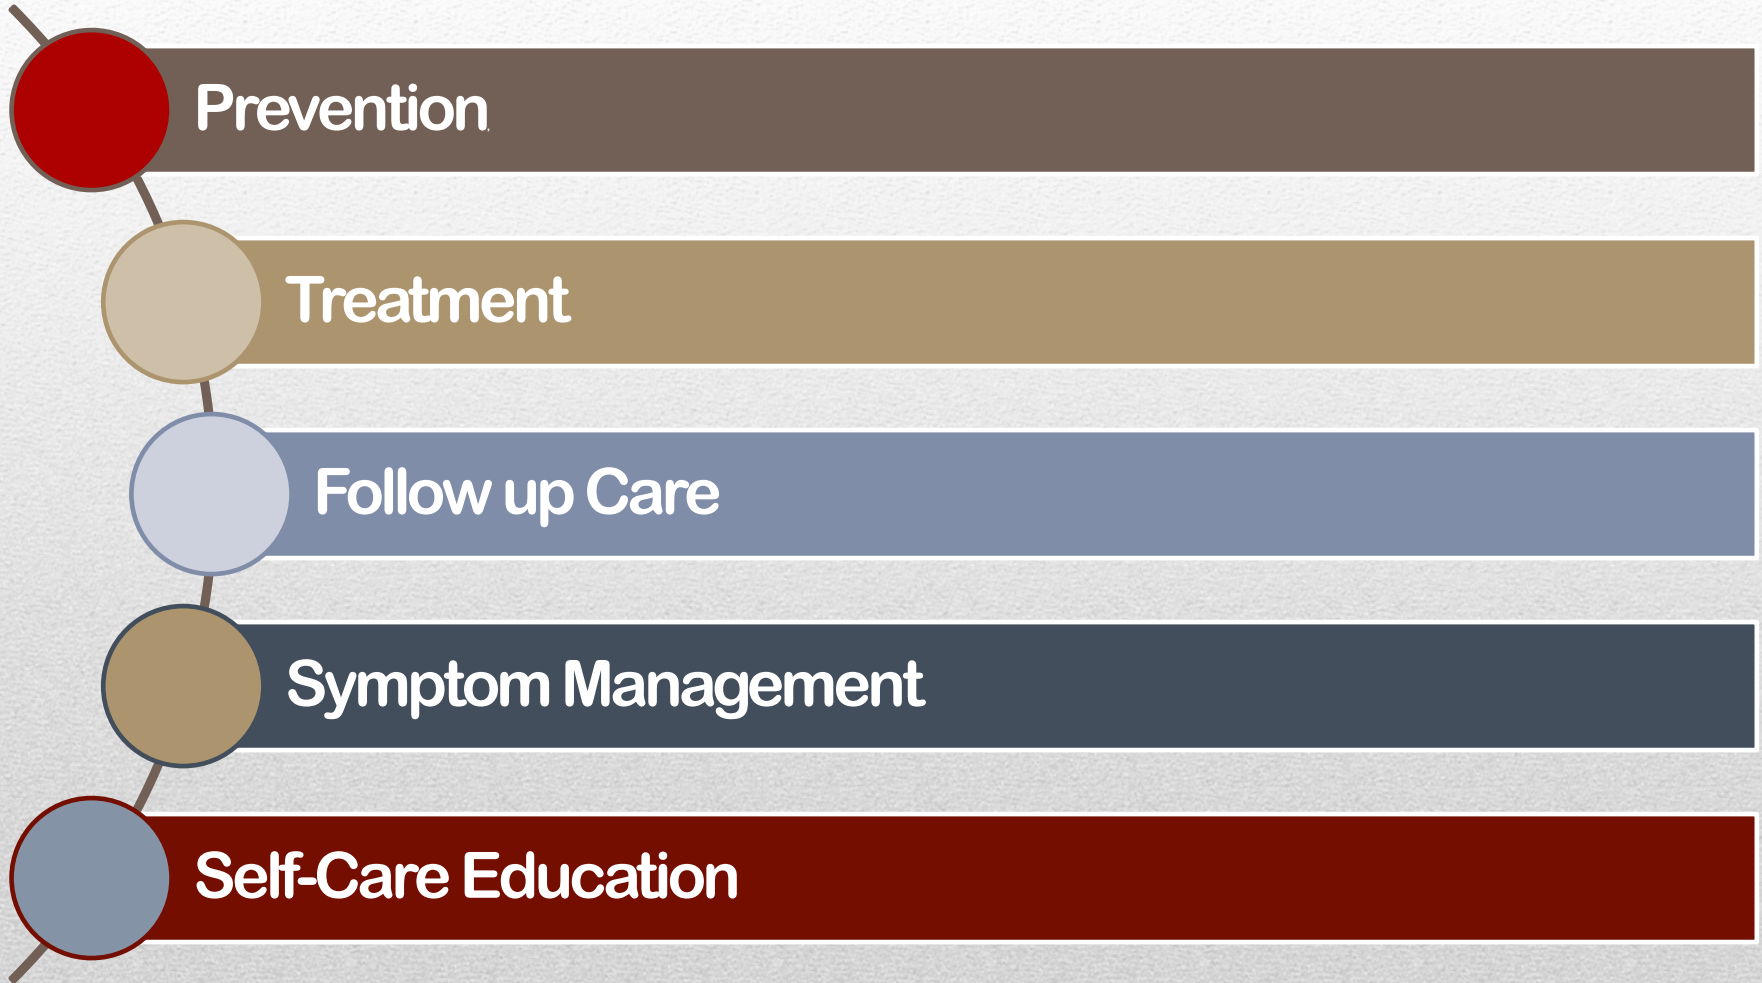 Prevention.
Treatment
Follow up Care
Symptom Management
Self-Care Education